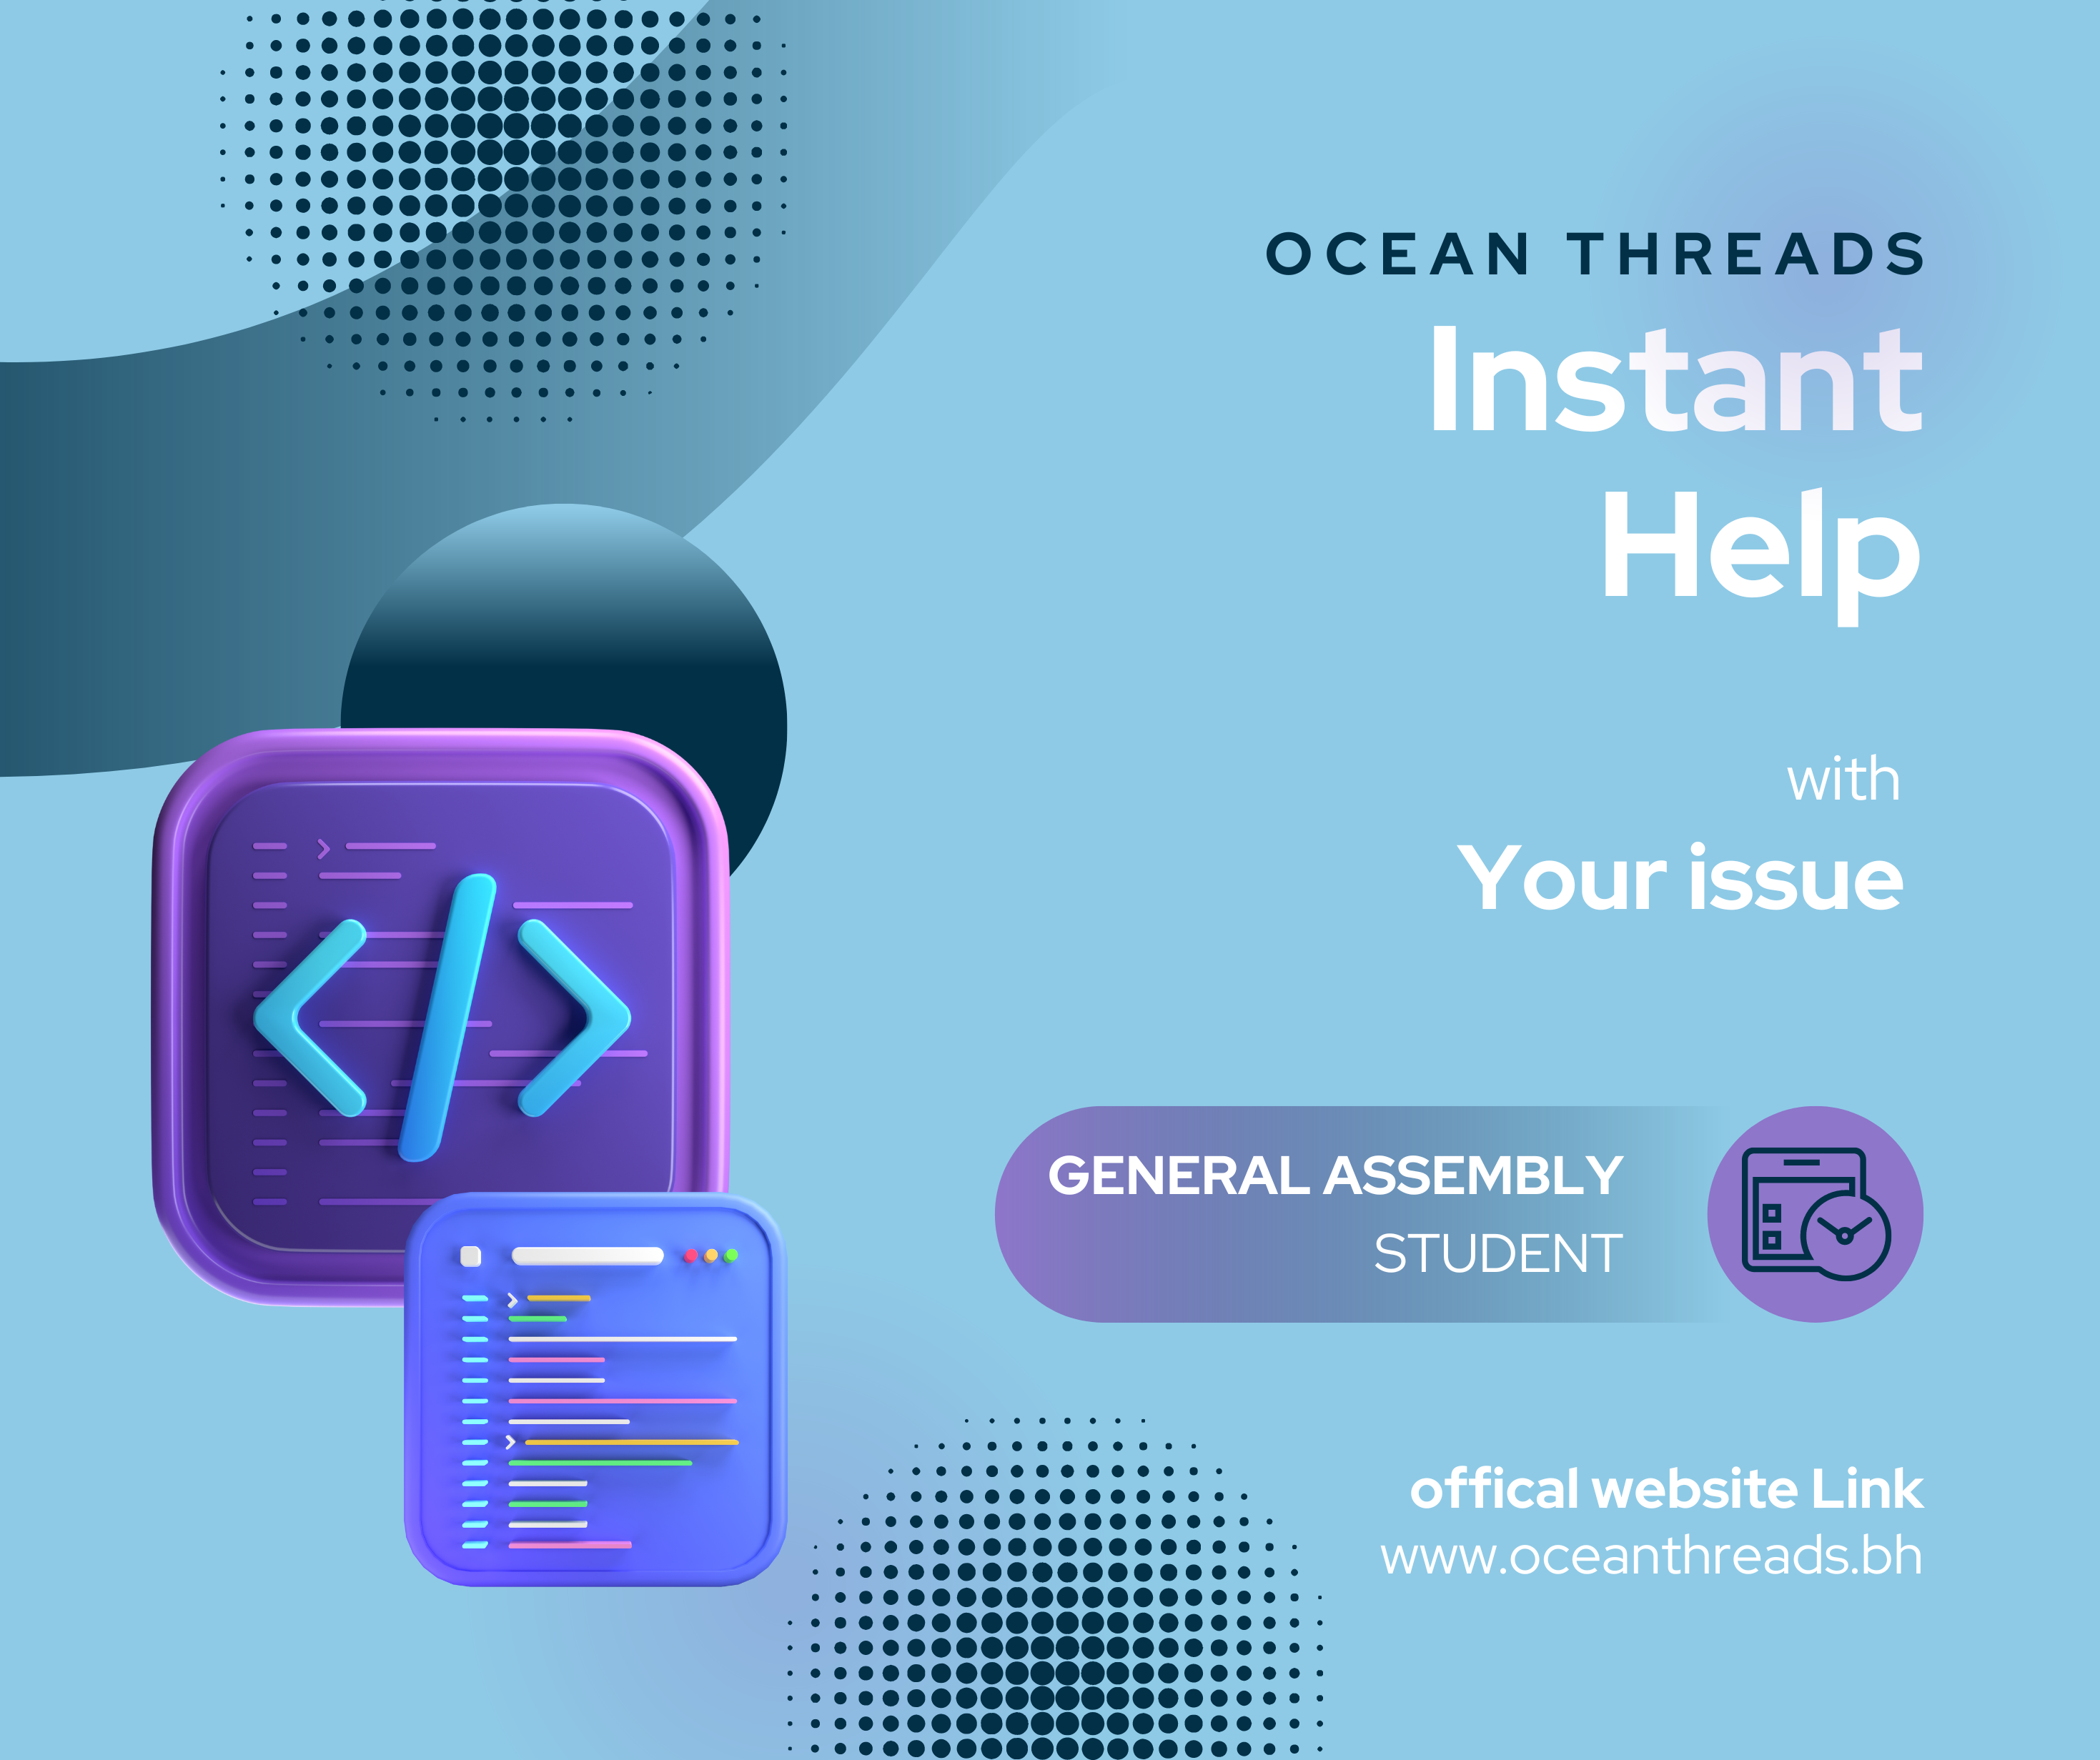 OCEAN THREADS
Instant
Help
with
Your issue
GENERAL ASSEMBLY
STUDENT
offical website Link
www.oceanthreads.bh